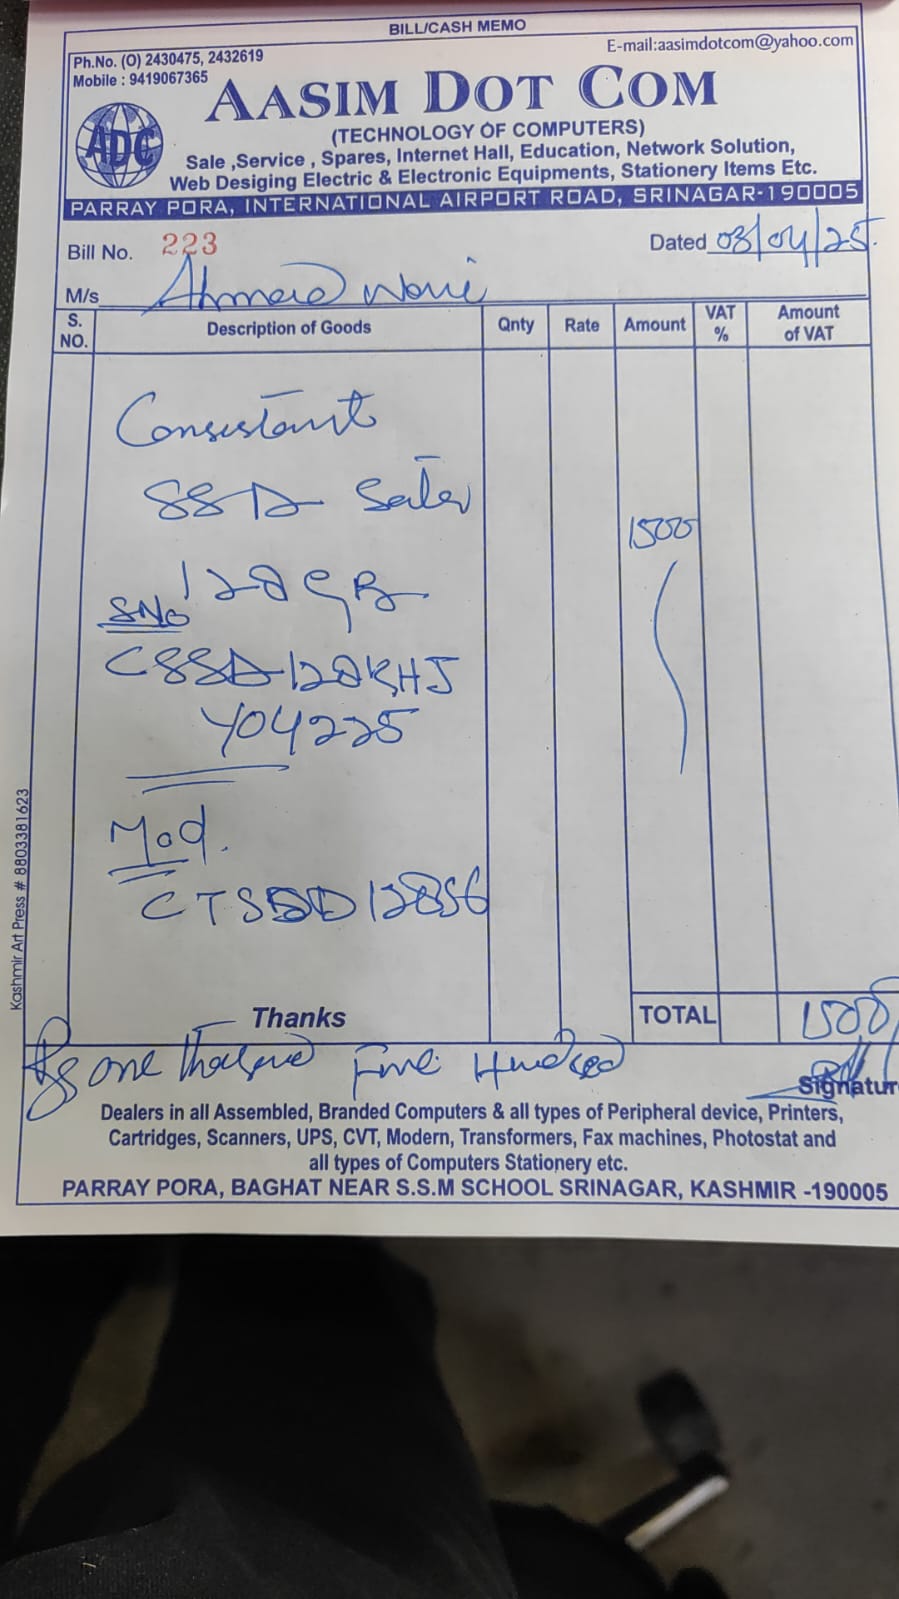 BILL/CASH MEMO
Ph.No. (O) 2430475, 2432619
E-mail:aasimdotcom@yahoo.com
Mobile : 9419067365
AASIM DOT COM
ADC
(TECHNOLOGY OF COMPUTERS)
Sale ,Service , Spares, Internet Hall, Education, Network Solution,
Web Desiging Electric & Electronic Equipments, Stationery Items Etc.
PARRAY PORA, INTERNATIONAL AIRPORT ROAD, SRINAGAR-190005
Bill No. 223 Dated 03/04/25.
M/s Ahmad
S. NO. Description of Goods Qnty Rate Amount VAT % Amount of VAT
Consistant
SSD Sata
1500
128 GB
SNo
CSSD128KHJ
Y04225
Mod.
CTSSD128S6
Thanks TOTAL 1500
Rs one thousand Five Hundred
Signatur
Dealers in all Assembled, Branded Computers & all types of Peripheral device, Printers,
Cartridges, Scanners, UPS, CVT, Modern, Transformers, Fax machines, Photostat and
all types of Computers Stationery etc.
PARRAY PORA, BAGHAT NEAR S.S.M SCHOOL SRINAGAR, KASHMIR -190005
Kashmir Art Press # 8803381623